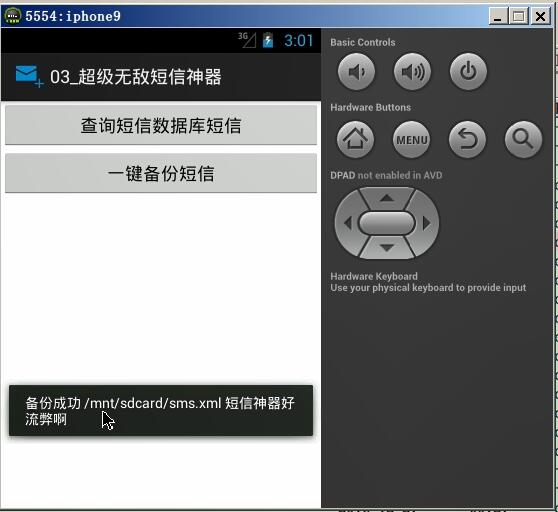 5554:iphone9
3G
3:01
03_超级无敌短信神器
查询短信数据库短信
一键备份短信
备份成功 /mnt/sdcard/sms.xml 短信神器好
流弊啊
Basic Controls
Hardware Buttons
MENU
DPAD not enabled in AVD
Hardware Keyboard
Use your physical keyboard to provide input